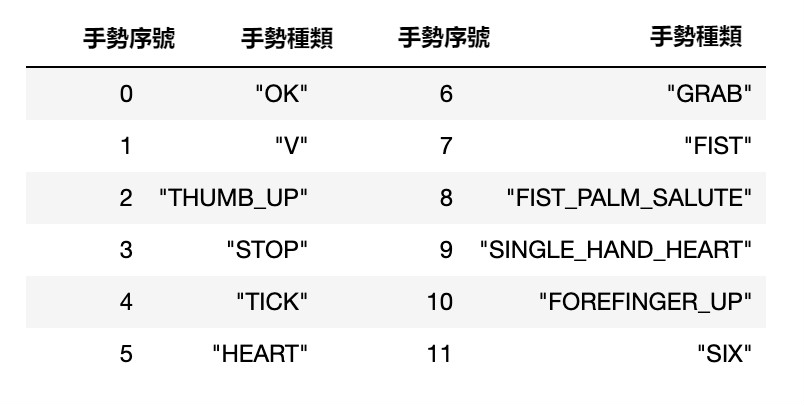 手勢序號 手勢種類 手勢序號 手勢種類
0 "OK" 6 "GRAB"
1 "V" 7 "FIST"
2 "THUMB_UP" 8 "FIST_PALM_SALUTE"
3 "STOP" 9 "SINGLE_HAND_HEART"
4 "TICK" 10 "FOREFINGER_UP"
5 "HEART" 11 "SIX"